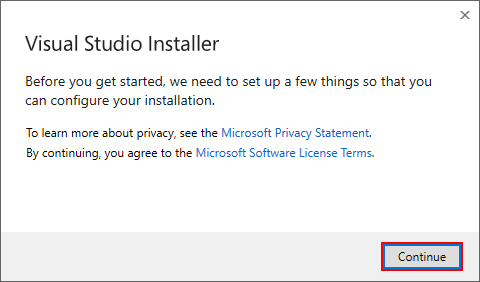 Visual Studio Installer
Before you get started, we need to set up a few things so that you
can configure your installation.
To learn more about privacy, see the Microsoft Privacy Statement.
By continuing, you agree to the Microsoft Software License Terms.
Continue